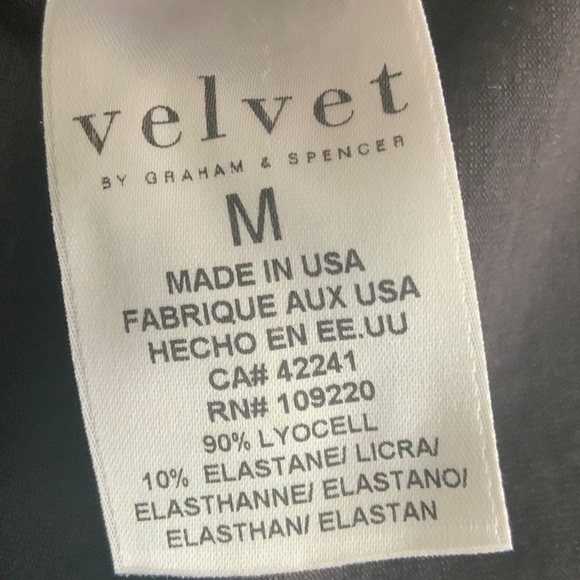 velvet
BY GRAHAM & SPENCER
M
MADE IN USA
FABRIQUE AUX USA
HECHO EN EE.UU
CA# 42241
RN# 109220
90% LYOCELL
10% ELASTANE/ LICRA/
ELASTHANNE/ ELASTANO/
ELASTHAN/ ELASTAN